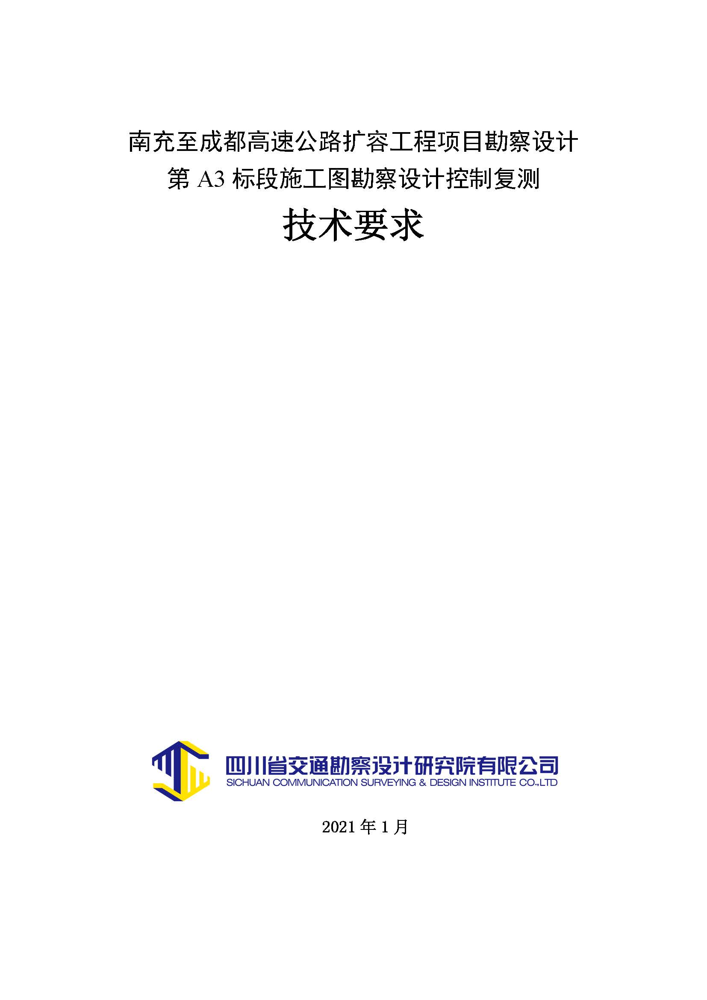 南充至成都高速公路扩容工程项目勘察设计
第 A3 标段施工图勘察设计控制复测
技术要求
四川省交通勘察设计研究院有限公司
SICHUAN COMMUNICATION SURVEYING & DESIGN INSTITUTE CO.,LTD
2021 年 1 月